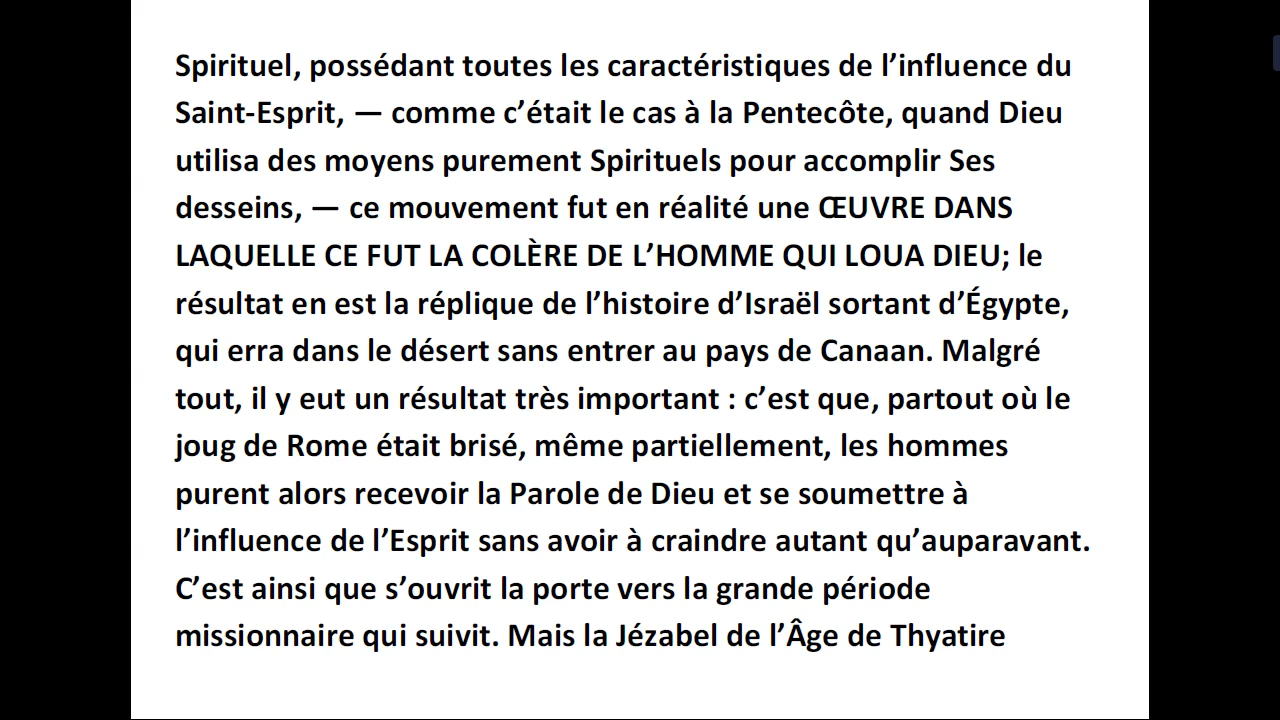 Spirituel, possédant toutes les caractéristiques de l’influence du
Saint-Esprit, — comme c’était le cas à la Pentecôte, quand Dieu
utilisa des moyens purement Spirituels pour accomplir Ses
desseins, — ce mouvement fut en réalité une ŒUVRE DANS
LAQUELLE CE FUT LA COLÈRE DE L’HOMME QUI LOUA DIEU; le
résultat en est la réplique de l’histoire d’Israël sortant d’Égypte,
qui erra dans le désert sans entrer au pays de Canaan. Malgré
tout, il y eut un résultat très important : c’est que, partout où le
joug de Rome était brisé, même partiellement, les hommes
purent alors recevoir la Parole de Dieu et se soumettre à
l’influence de l’Esprit sans avoir à craindre autant qu’auparavant.
C’est ainsi que s’ouvrit la porte vers la grande période
missionnaire qui suivit. Mais la Jézabel de l’Âge de Thyatire